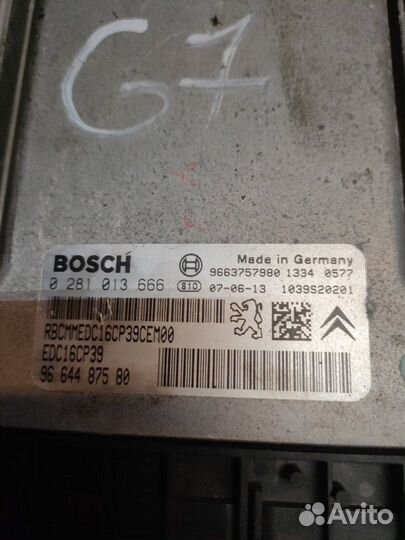 G7
BOSCH
Made in Germany
9663757980 1334 0577
0 281 013 666 810 07-06-13 1039S20201
RBCMMEDC16CP39CEM00
EDC16CP39
96 644 875 80
Avito